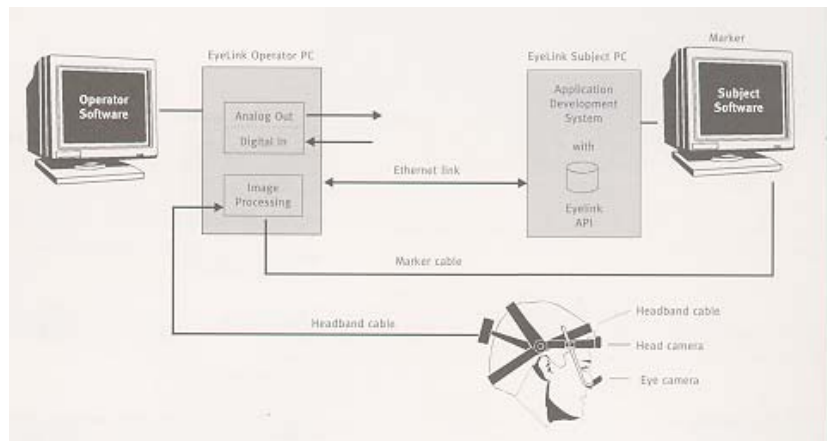 EyeLink Operator PC
Operator
Software
Analog Out
Digital In
Image
Processing
Ethernet link
EyeLink Subject PC
Application
Development
System
with
Eyelink
API
Marker
Subject
Software
Marker cable
Headband cable
Headband cable
Head camera
Eye camera